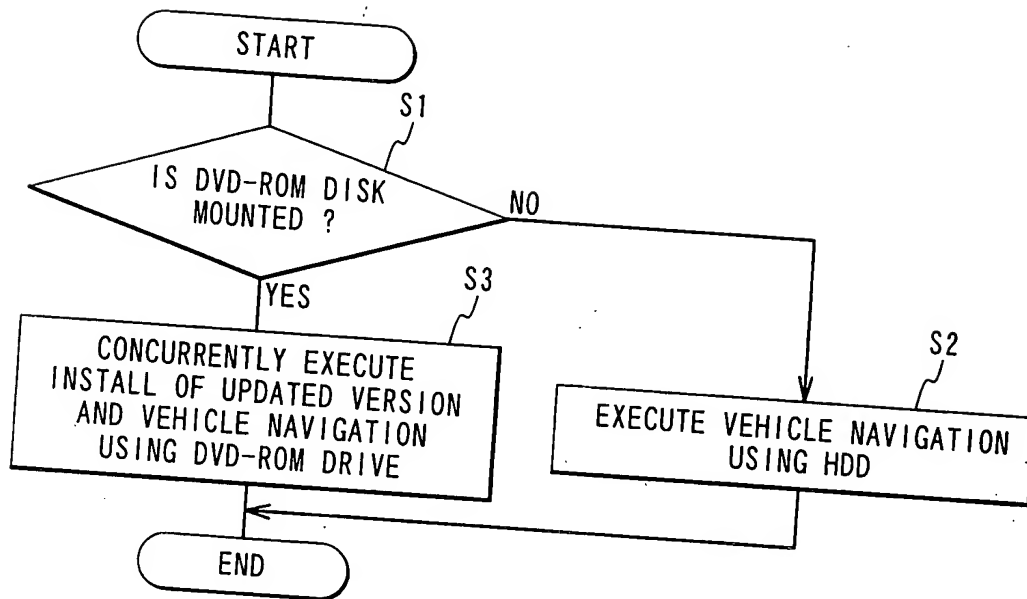 START
S1
IS DVD-ROM DISK
MOUNTED ?
NO
YES
S3
CONCURRENTLY EXECUTE
INSTALL OF UPDATED VERSION
AND VEHICLE NAVIGATION
USING DVD-ROM DRIVE
S2
EXECUTE VEHICLE NAVIGATION
USING HDD
END